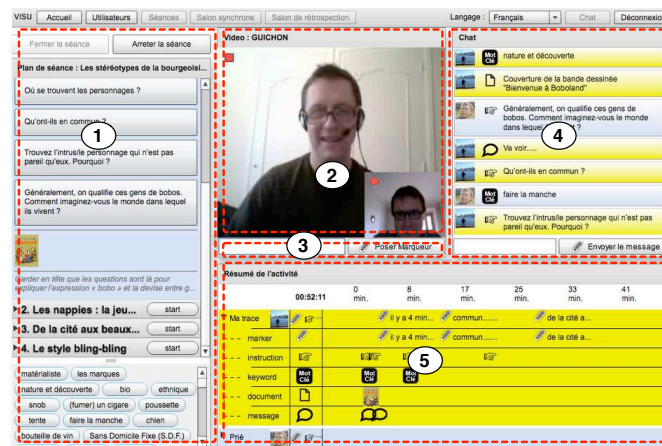 VISU Accueil Utilisateurs Séances Salon synchrone Salon de rétrospection Langage : Français Chat Déconnexio
Fermer la séance Arreter la séance
Plan de séance : Les stéréotypes de la bourgeoisi...
Où se trouvent les personnages ?
Qu'ont-ils en commun ?
1
Trouvez l'intrus/le personnage qui n'est pas
pareil qu'eux. Pourquoi ?
Généralement, on qualifie ces gens de bobos.
Comment imaginez-vous le monde dans lequel
ils vivent ?
Garder en tête que les questions sont là pour
expliquer l'expression « bobo » et la devise entre g...
2. Les nappies : la jeu... start
3. De la cité aux beaux... start
4. Le style bling-bling start
matérialiste les marques
nature et découverte bio ethnique
snob (fumer) un cigare poussette
tente faire la manche chien
bouteille de vin Sans Domicile Fixe (S.D.F.)
Video : GUICHON
2
3
Poser Marqueur
Chat
Mot Clé nature et découverte
Couverture de la bande dessinée
"Bienvenue à Boboland"
Généralement, on qualifie ces gens de
bobos. Comment imaginez-vous le monde
dans lequel ils vivent ?
4
Va voir.....
Qu'ont-ils en commun ?
Mot Clé faire la manche
Trouvez l'intrus/le personnage qui n'est pas
pareil qu'eux. Pourquoi ?
Envoyer le message
Résumé de l'activité
00:52:11 0 min. 8 min. 17 min. 25 min. 33 min. 41 min.
Ma trace ... il y a 4 min... commun....... de la cité a...
marker il y a 4 min... commun....... de la cité a...
instruction
5
keyword Mot Clé Mot Clé Mot Clé
document
message
Prié ...